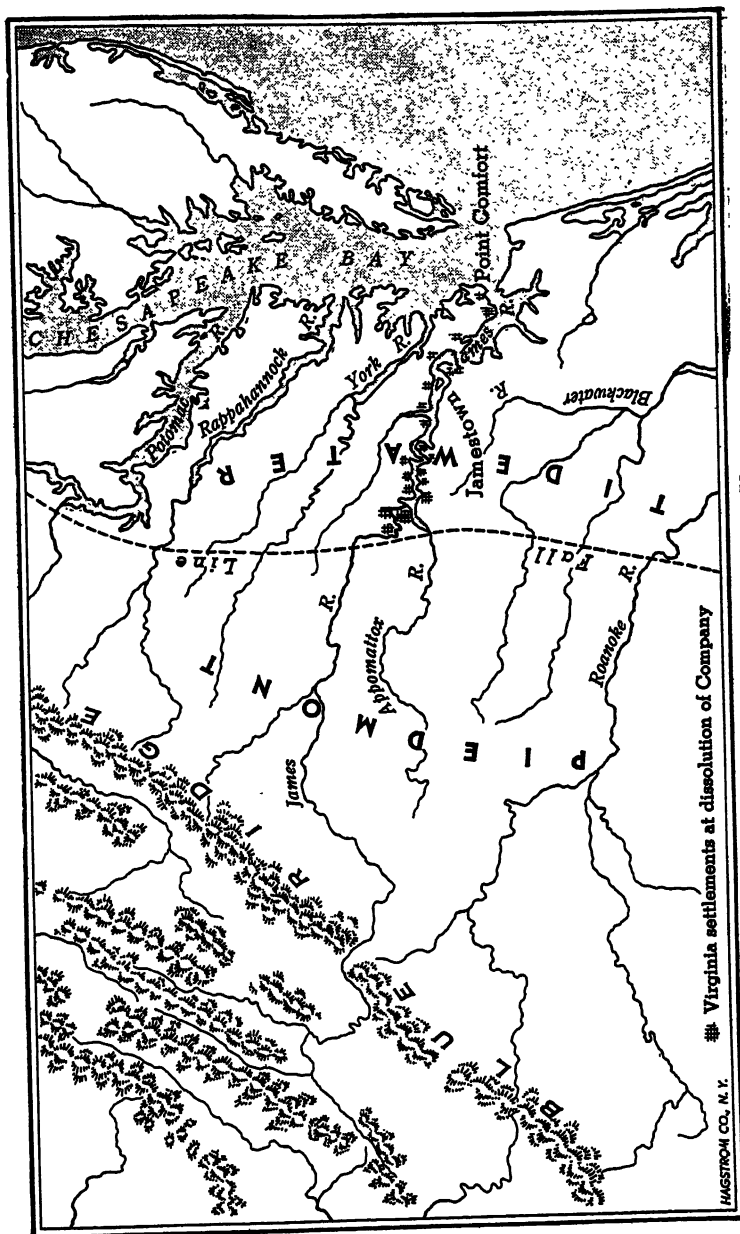 CHESAPEAKE BAY
Potomac R.
Rappahannock R.
York R.
James R.
Point Comfort
Jamestown
Blackwater R.
TIDEWATER
Fall Line
PIEDMONT
James R.
Appomattox R.
Roanoke R.
BLUE RIDGE
Virginia settlements at dissolution of Company
HAGSTROM CO., N.Y.